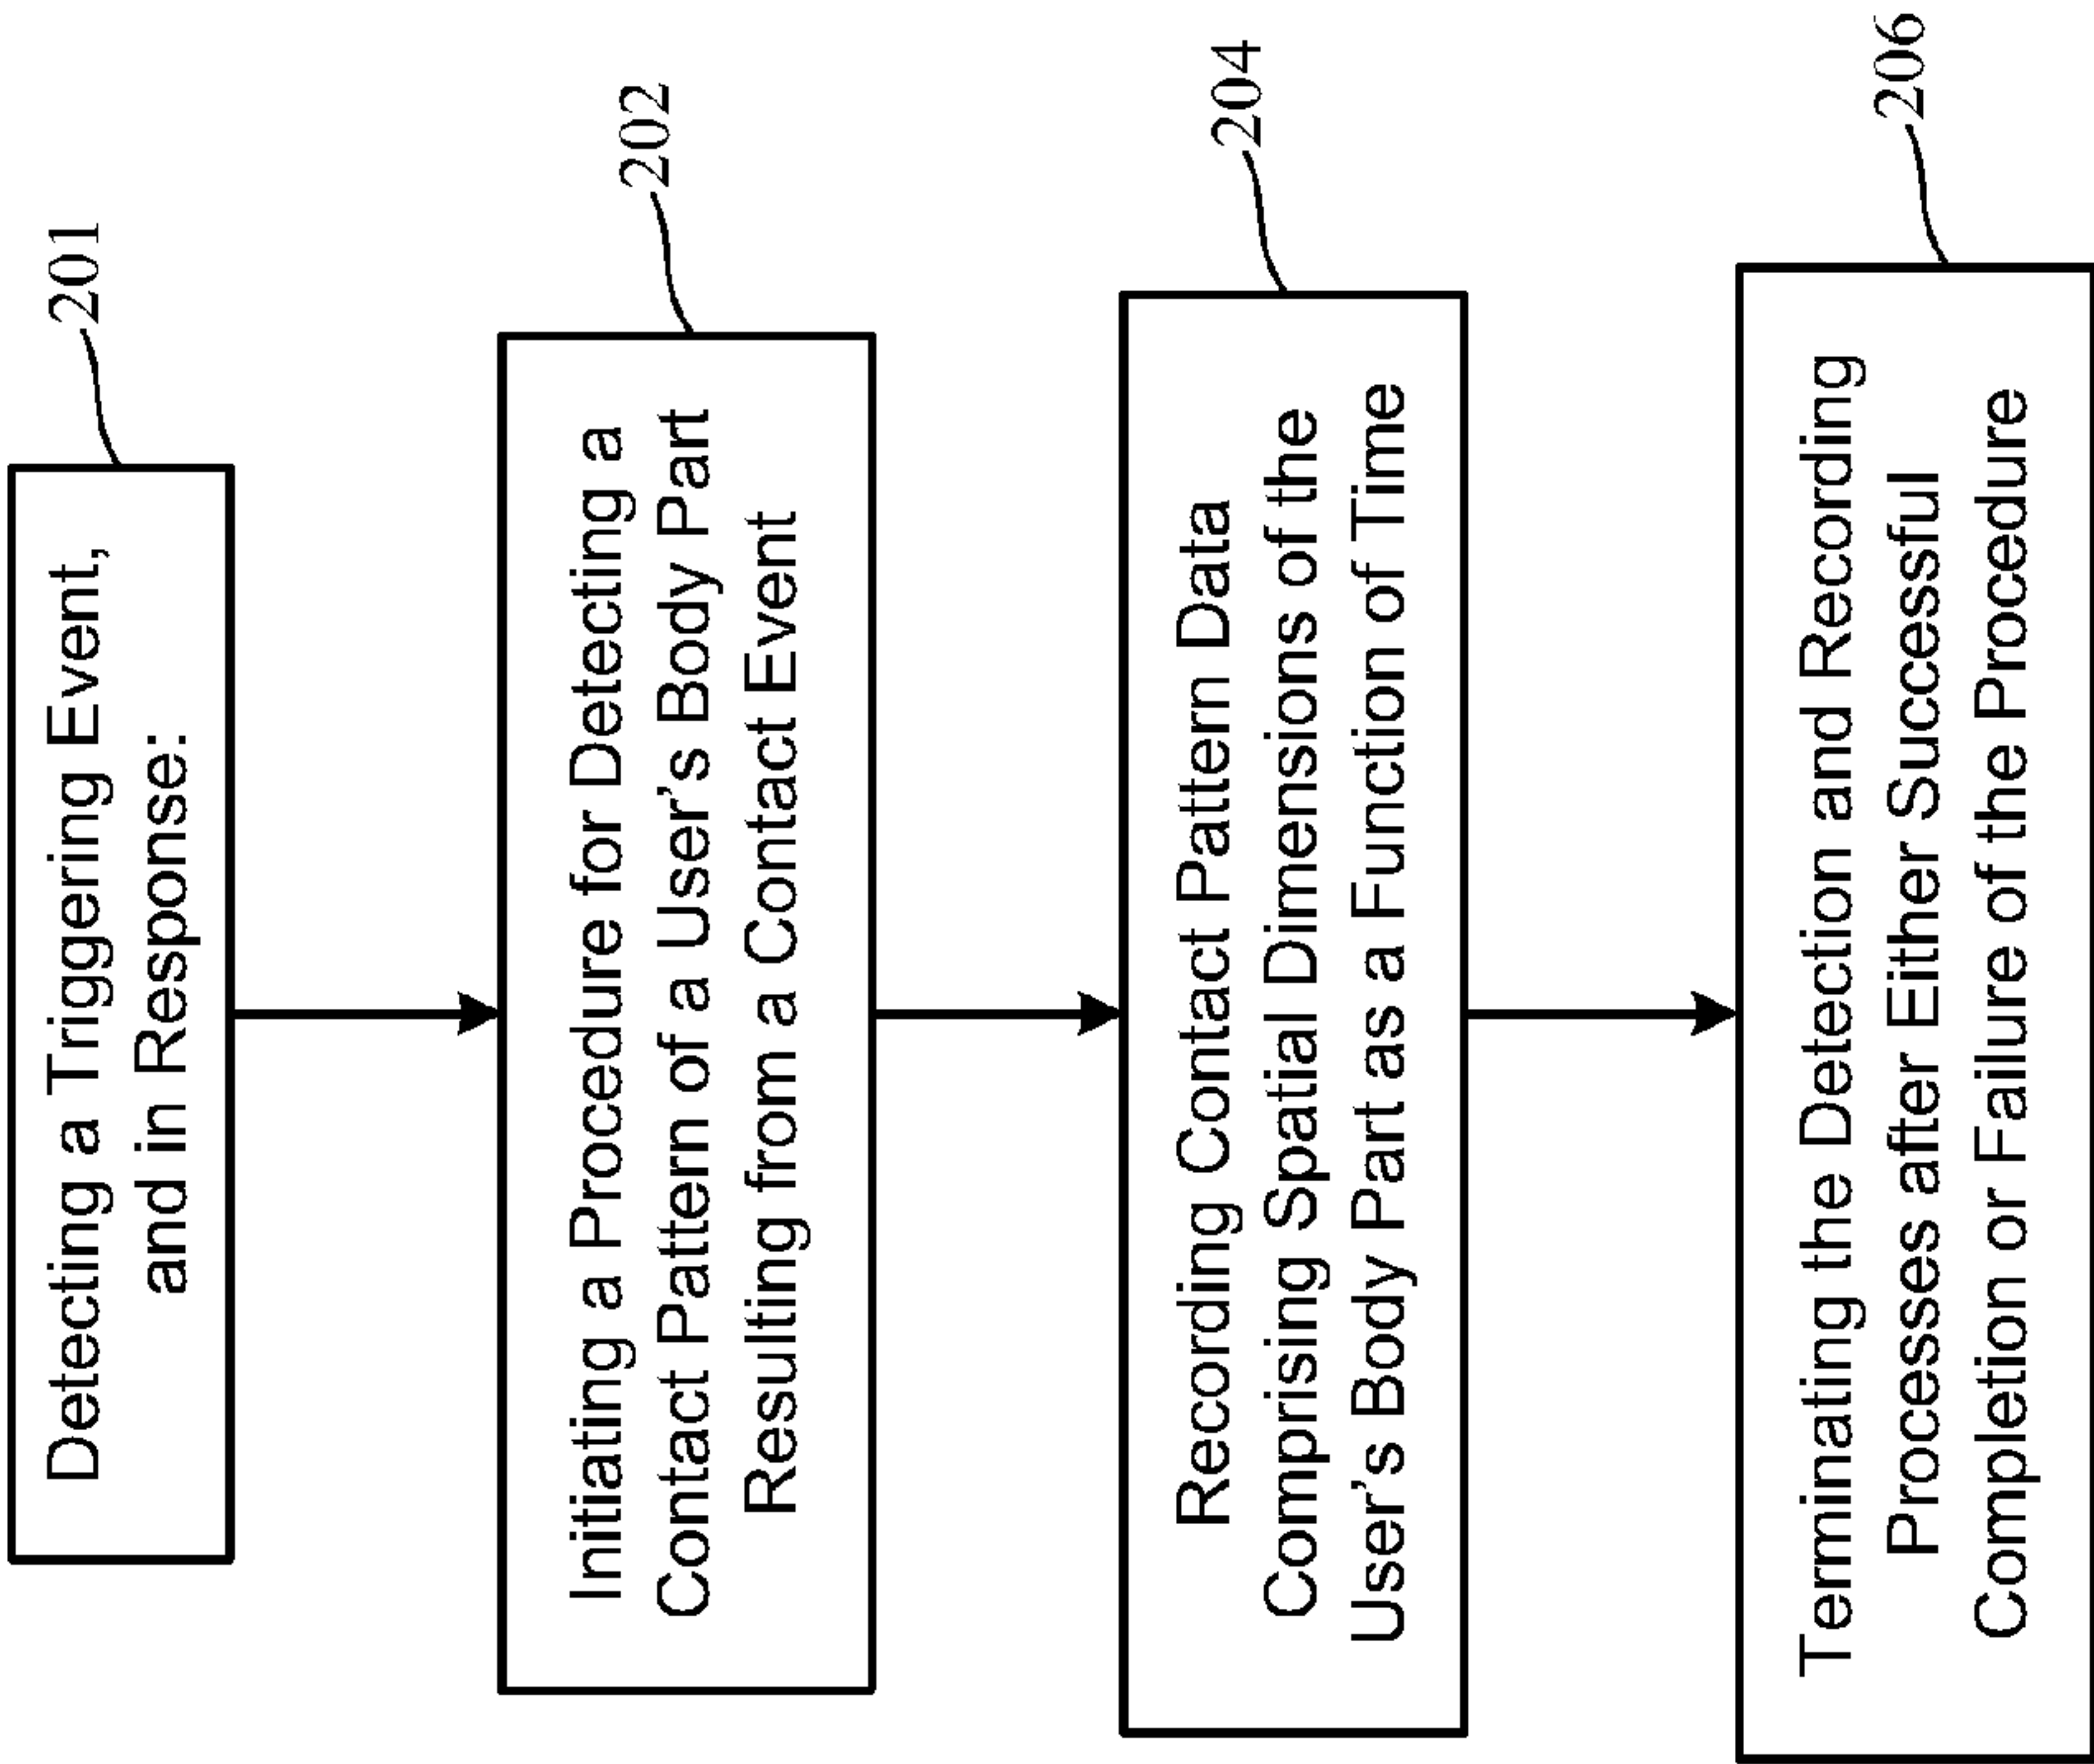 201
Detecting a Triggering Event,
and in Response:
202
Initiating a Procedure for Detecting a
Contact Pattern of a User's Body Part
Resulting from a Contact Event
204
Recording Contact Pattern Data
Comprising Spatial Dimensions of the
User's Body Part as a Function of Time
206
Terminating the Detection and Recording
Processes after Either Successful
Completion or Failure of the Procedure